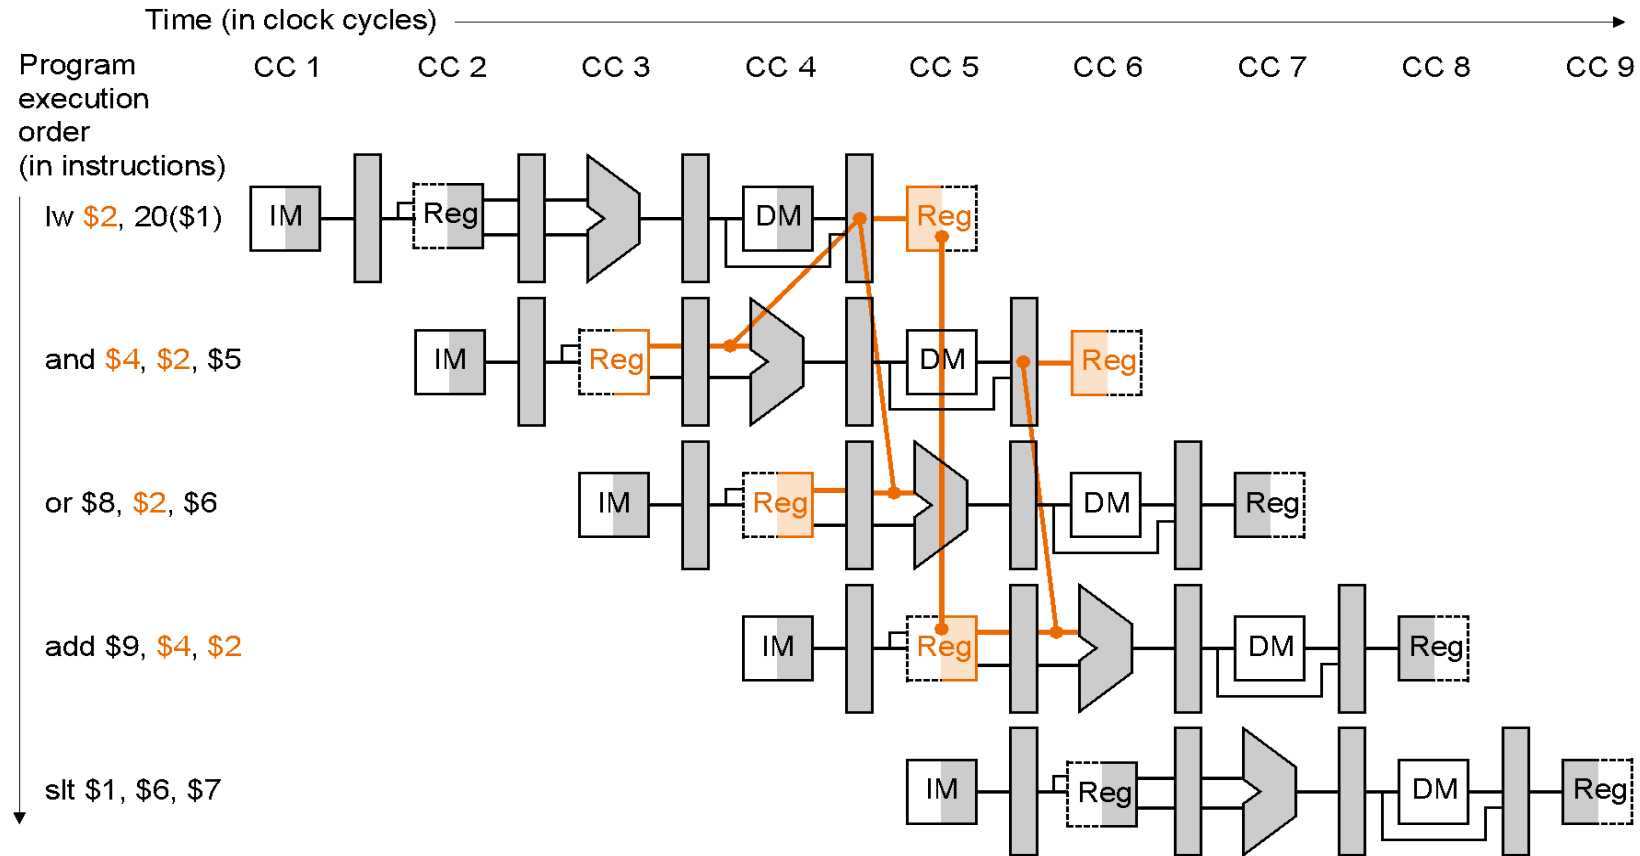 Time (in clock cycles)
Program
execution
order
(in instructions)
CC 1 CC 2 CC 3 CC 4 CC 5 CC 6 CC 7 CC 8 CC 9
lw $2, 20($1) IM Reg DM Reg
and $4, $2, $5 IM Reg DM Reg
or $8, $2, $6 IM Reg DM Reg
add $9, $4, $2 IM Reg DM Reg
slt $1, $6, $7 IM Reg DM Reg